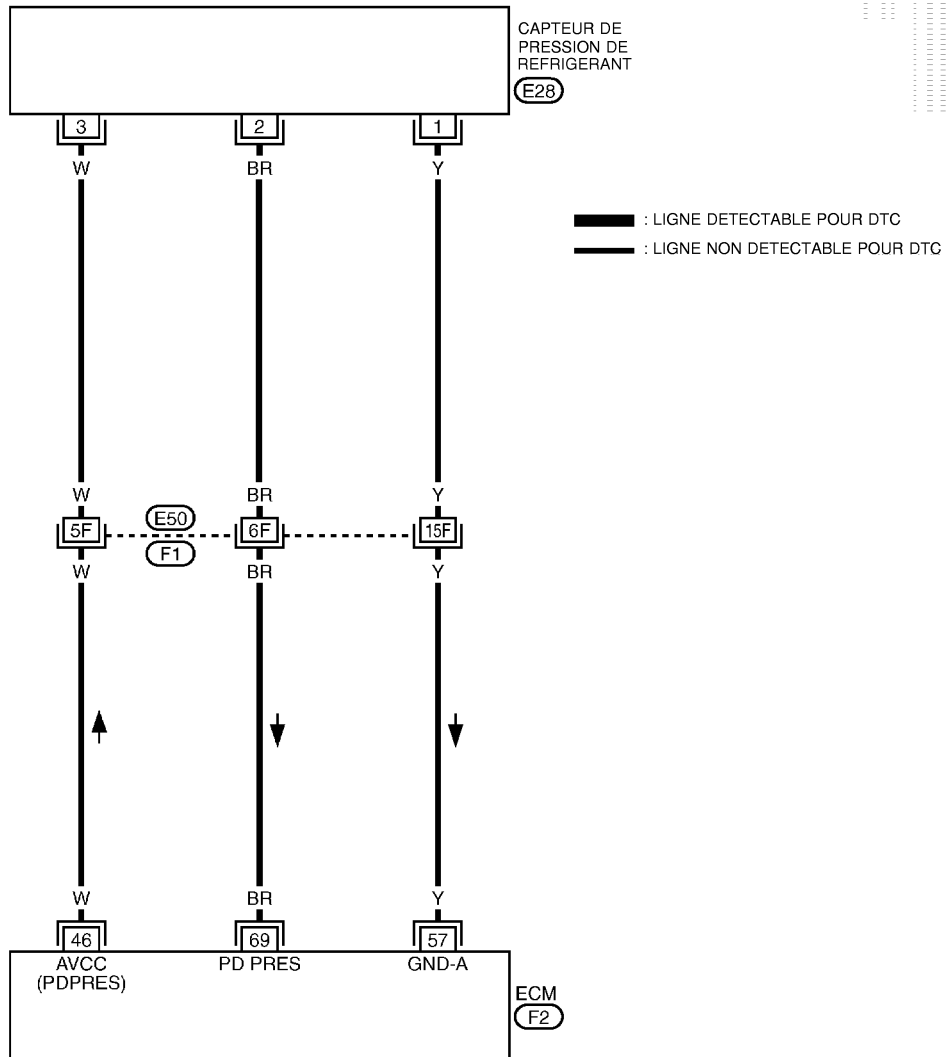 CAPTEUR DE
PRESSION DE
REFRIGERANT
E28
3 2 1
W BR Y
: LIGNE DETECTABLE POUR DTC
: LIGNE NON DETECTABLE POUR DTC
W BR Y
5F E50 6F 15F
F1
W BR Y
W BR Y
46 69 57
AVCC PD PRES GND-A
(PDPRES)
ECM
F2